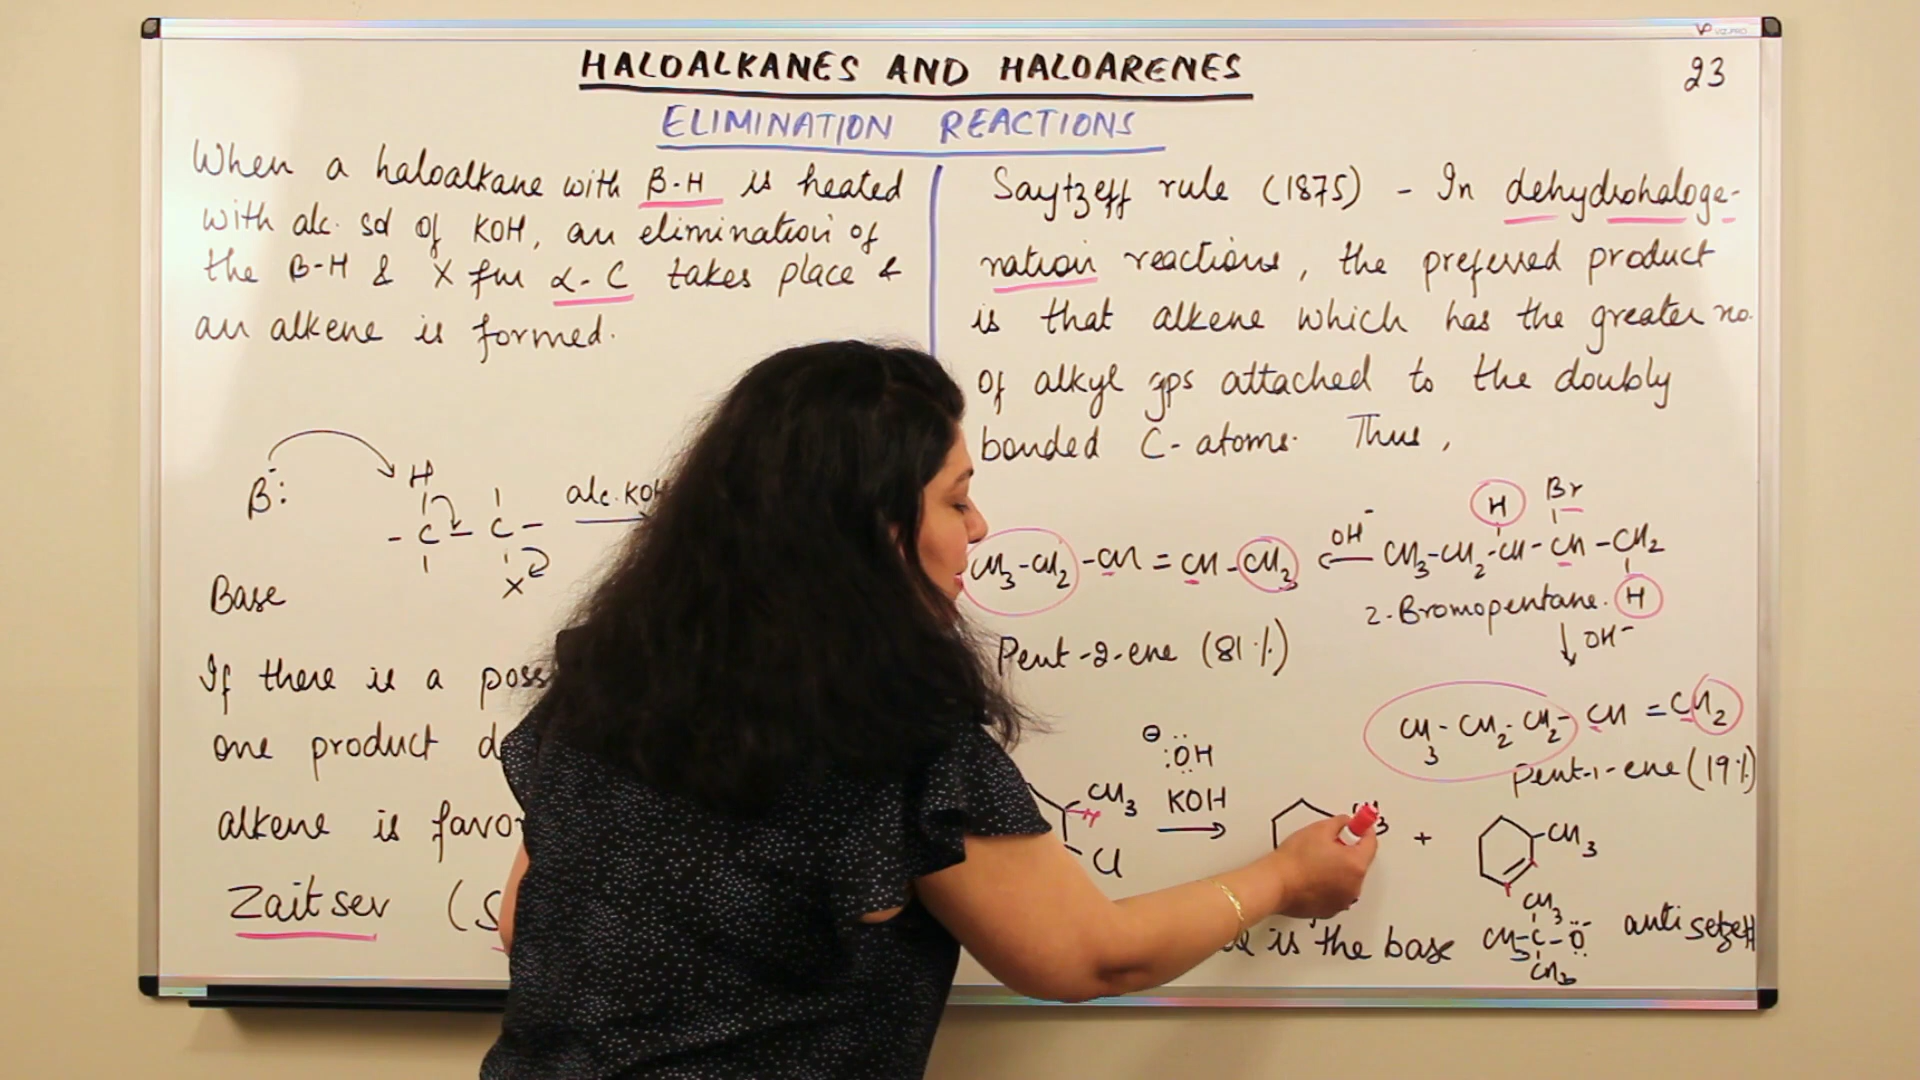 VIZ-PRO
HALOALKANES AND HALOARENES
23
ELIMINATION REACTIONS
When a haloalkane with β-H is heated
with alc. sol of KOH, an elimination of
the β-H & X fm α-C takes place &
an alkene is formed.
B:
H
-C-C-
X
alc. KOH
Base
If there is a poss
one product d
alkene is favo
Zaitsev (S
Saytzeff rule (1875) - In dehydrohaloge-
nation reactions, the preferred product
is that alkene which has the greater no.
of alkyl gps attached to the doubly
bonded C-atoms. Thus,
H Br
CH3-CH2-CH=CH-CH3 OH⁻ CH3-CH2-CH-CH-CH2
2-Bromopentane. H
Pent-2-ene (81%)
OH⁻
CH3-CH2-CH2-CH=CH2
Pent-1-ene (19%)
CH3
H
Cl
⊖:ÖH
KOH
3
+
CH3
is the base
CH3
CH3-C-O⁻
CH3
anti setzeff